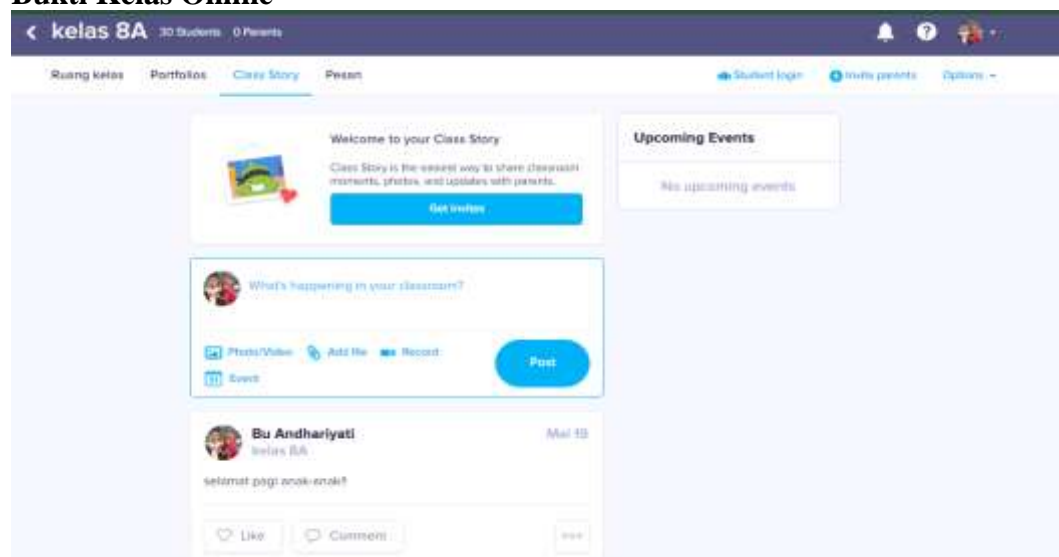 Bukti Kelas Online
kelas 8A 30 Students 0 Parents
Ruang kelas Portfolios Class Story Pesan Student login Invite parents Options
Welcome to your Class Story
Class Story is the easiest way to share classroom
moments, photos, and updates with parents.
Get invites
Upcoming Events
No upcoming events
What's happening in your classroom?
Photo/Video Add file Record
Event
Post
Bu Andhariyati
kelas 8A
selamat pagi anak-anak!!
Like Comment